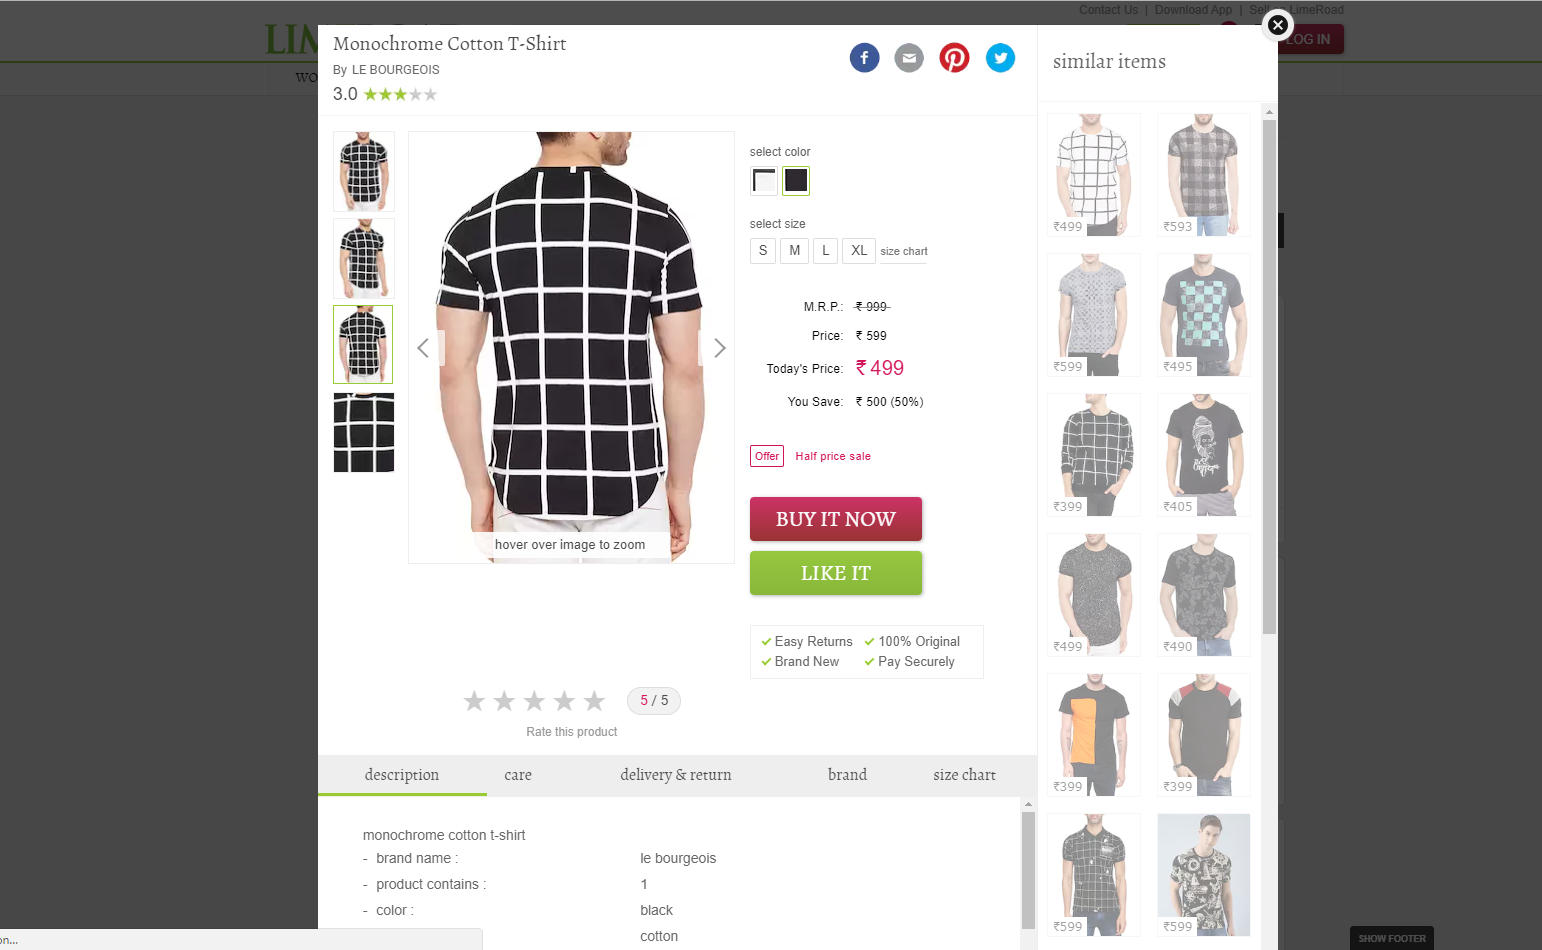 Contact Us | Download App | Sell on LimeRoad
LOG IN
Monochrome Cotton T-Shirt
By LE BOURGEOIS
3.0
similar items
select color
select size
S M L XL size chart
M.R.P.: ₹ 999
Price: ₹ 599
Today's Price: ₹ 499
You Save: ₹ 500 (50%)
Offer Half price sale
BUY IT NOW
LIKE IT
hover over image to zoom
Easy Returns 100% Original
Brand New Pay Securely
5 / 5
Rate this product
description care delivery & return brand size chart
monochrome cotton t-shirt
- brand name : le bourgeois
- product contains : 1
- color : black
cotton
₹499 ₹593
₹599 ₹495
₹399 ₹405
₹499 ₹490
₹399 ₹399
₹599 ₹599
SHOW FOOTER